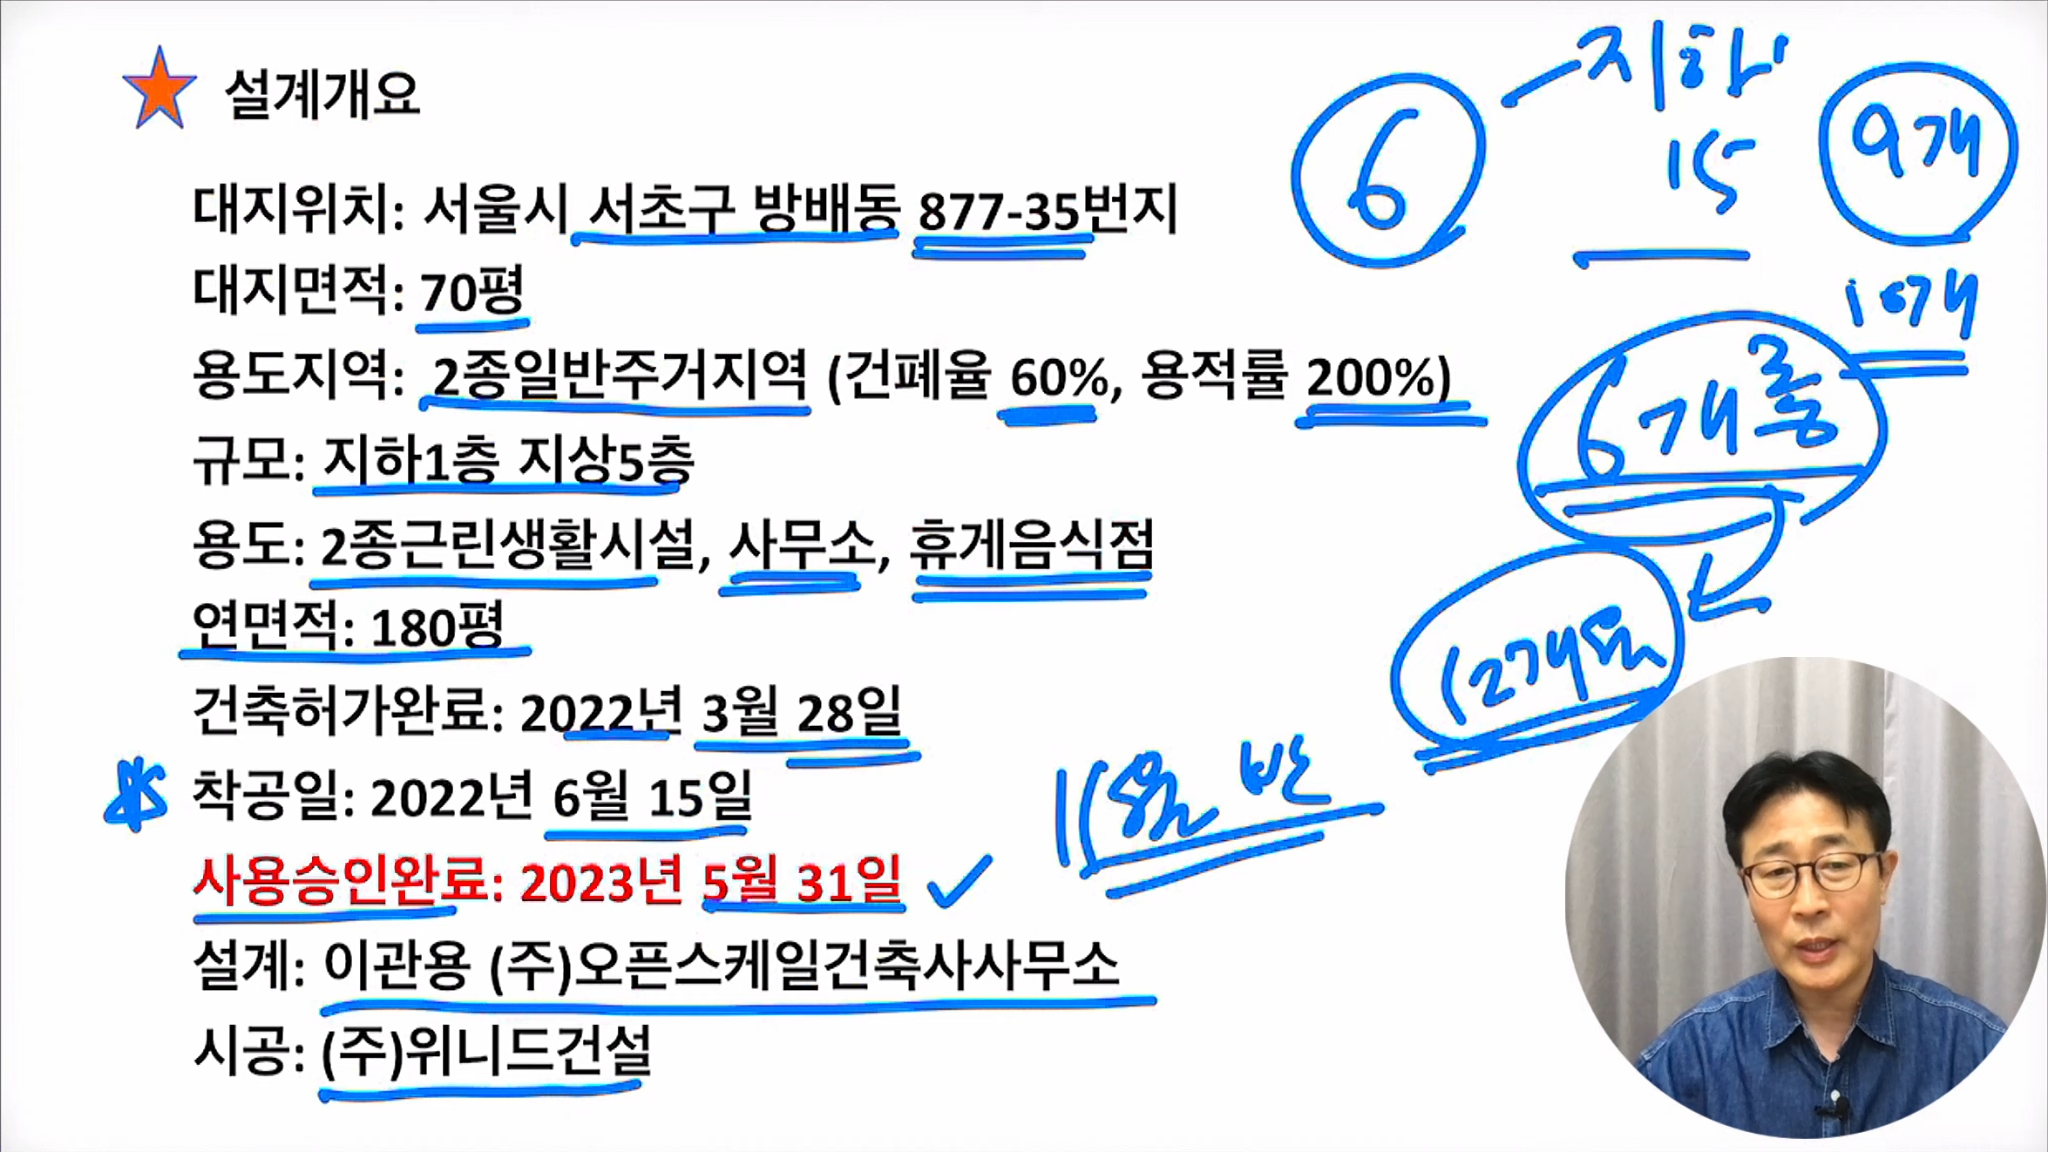 설계개요
대지위치: 서울시 서초구 방배동 877-35번지
대지면적: 70평
용도지역: 2종일반주거지역 (건폐율 60%, 용적률 200%)
규모: 지하1층 지상5층
용도: 2종근린생활시설, 사무소, 휴게음식점
연면적: 180평
건축허가완료: 2022년 3월 28일
착공일: 2022년 6월 15일
사용승인완료: 2023년 5월 31일
설계: 이관용 (주)오픈스케일건축사사무소
시공: (주)위니드건설
6
지하
15
9개
10개
6개층
12개월
반